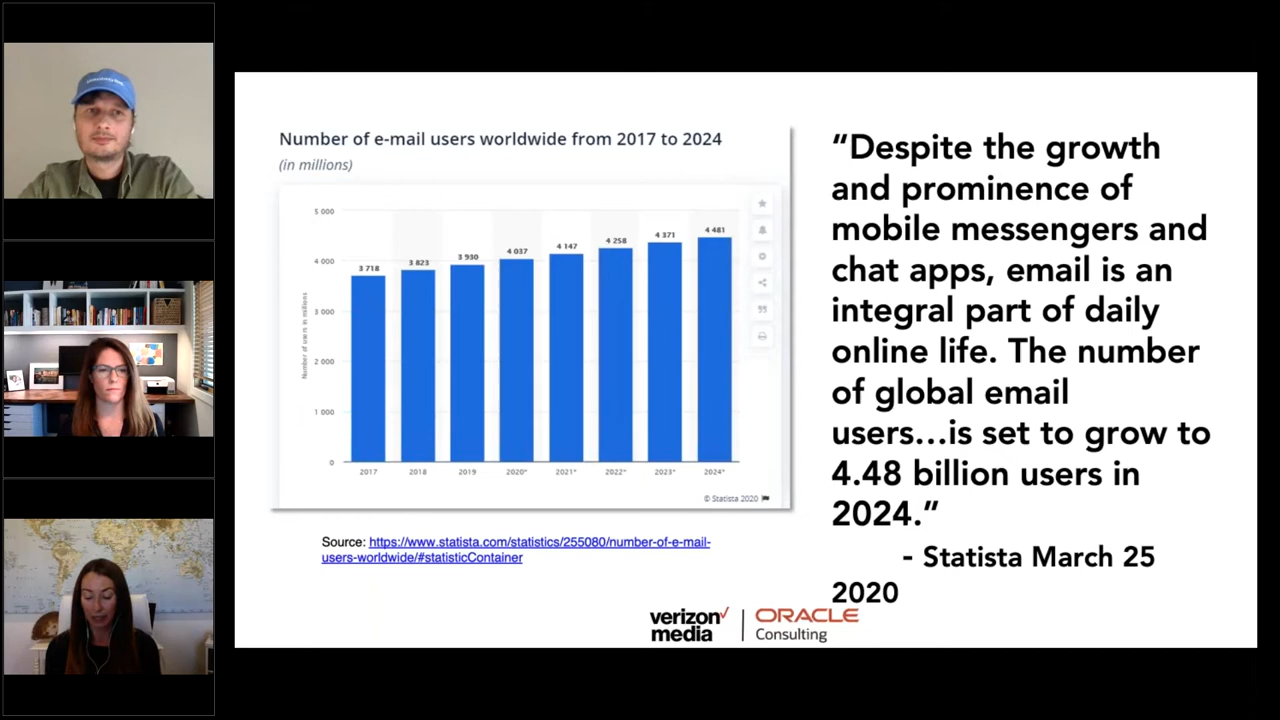 Number of e-mail users worldwide from 2017 to 2024
(in millions)
5 000
4 000
3 000
2 000
1 000
0
Number of users in millions
3 718
3 823
3 930
4 037
4 147
4 258
4 371
4 481
2017
2018
2019
2020*
2021*
2022*
2023*
2024*
© Statista 2020
Source: https://www.statista.com/statistics/255080/number-of-e-mail-
users-worldwide/#statisticContainer
“Despite the growth
and prominence of
mobile messengers and
chat apps, email is an
integral part of daily
online life. The number
of global email
users...is set to grow to
4.48 billion users in
2024.”
- Statista March 25
2020
verizon
media
ORACLE
Consulting